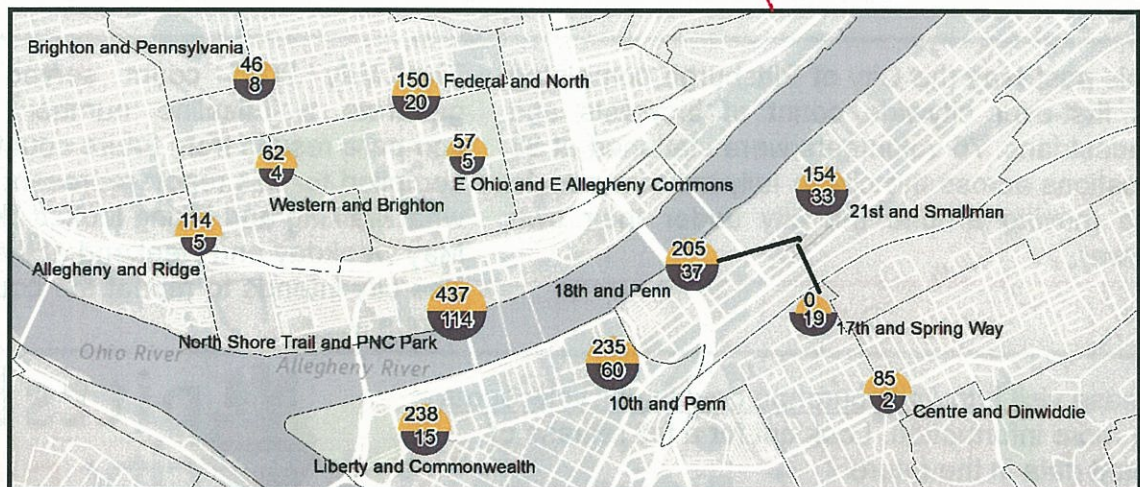 Brighton and Pennsylvania
46
8
150
20
Federal and North
62
4
Western and Brighton
57
5
E Ohio and E Allegheny Commons
154
33
21st and Smallman
114
5
Allegheny and Ridge
205
37
18th and Penn
437
114
North Shore Trail and PNC Park
0
19
17th and Spring Way
Ohio River
Allegheny River
235
60
10th and Penn
85
2
Centre and Dinwiddie
238
15
Liberty and Commonwealth